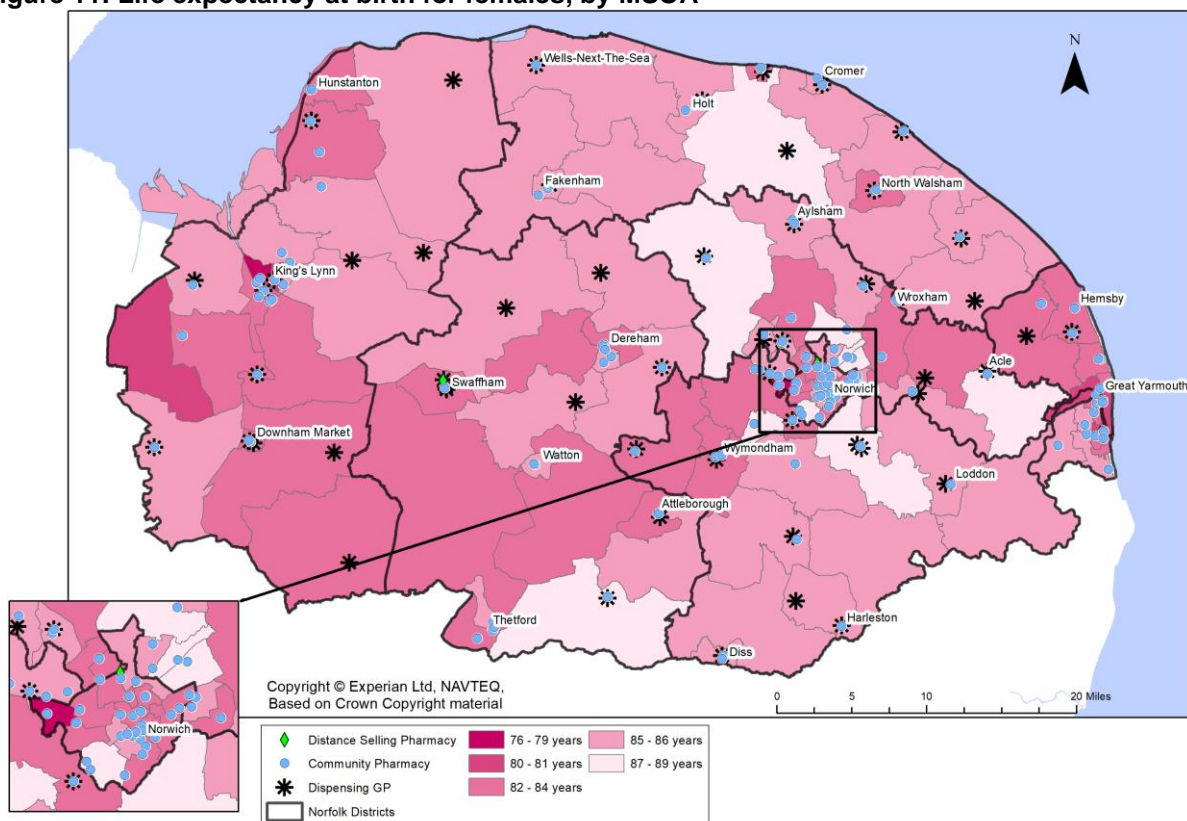 Figure 11: Life expectancy at birth for females, by MSOA
N
Wells-Next-The-Sea
Cromer
Hunstanton
Holt
Fakenham
North Walsham
Aylsham
King's Lynn
Wroxham
Hemsby
Dereham
Acle
Swaffham
Norwich
Great Yarmouth
Downham Market
Watton
Wymondham
Loddon
Attleborough
Thetford
Harleston
Diss
Copyright © Experian Ltd, NAVTEQ,
Based on Crown Copyright material
0 5 10 20 Miles
Norwich
Distance Selling Pharmacy
Community Pharmacy
Dispensing GP
Norfolk Districts
76 - 79 years
80 - 81 years
82 - 84 years
85 - 86 years
87 - 89 years